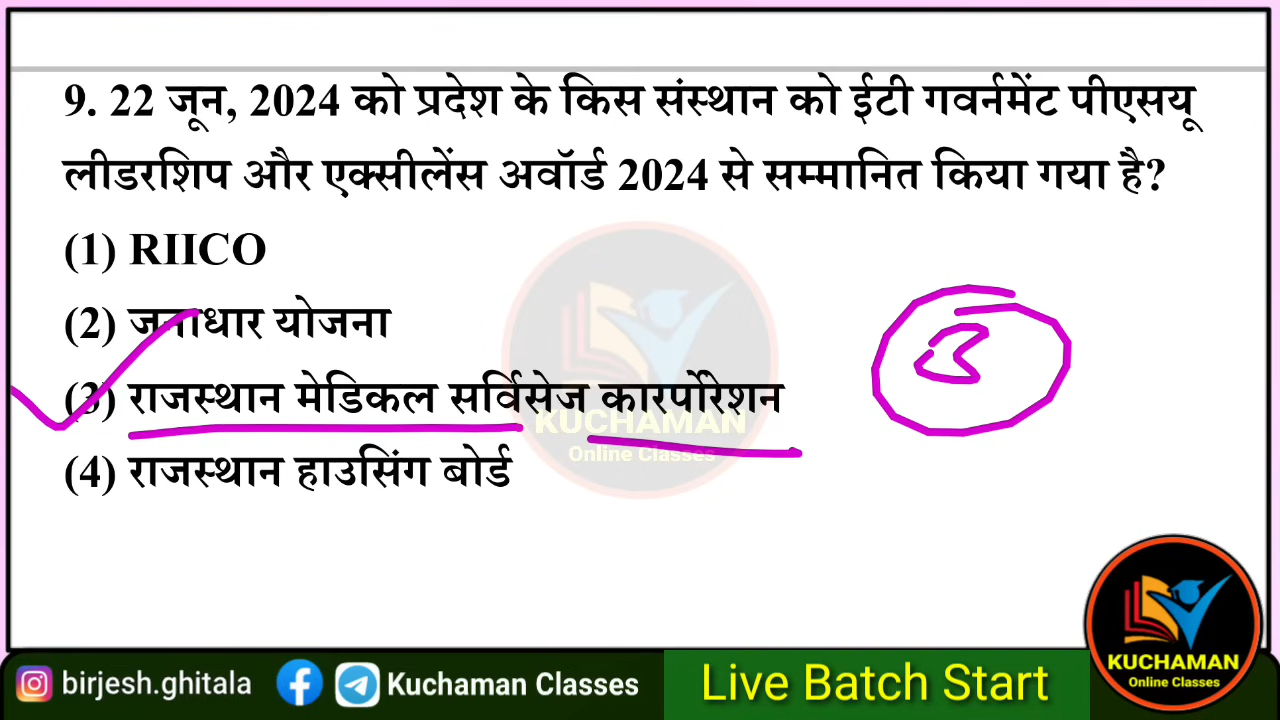 9. 22 जून, 2024 को प्रदेश के किस संस्थान को ईटी गवर्नमेंट पीएसयू
लीडरशिप और एक्सीलेंस अवॉर्ड 2024 से सम्मानित किया गया है?
(1) RIICO
(2) जनाधार योजना
(3) राजस्थान मेडिकल सर्विसेज कारपोरेशन
3
KUCHAMAN
Online Classes
(4) राजस्थान हाउसिंग बोर्ड
KUCHAMAN
Online Classes
birjesh.ghitala
Kuchaman Classes
Live Batch Start